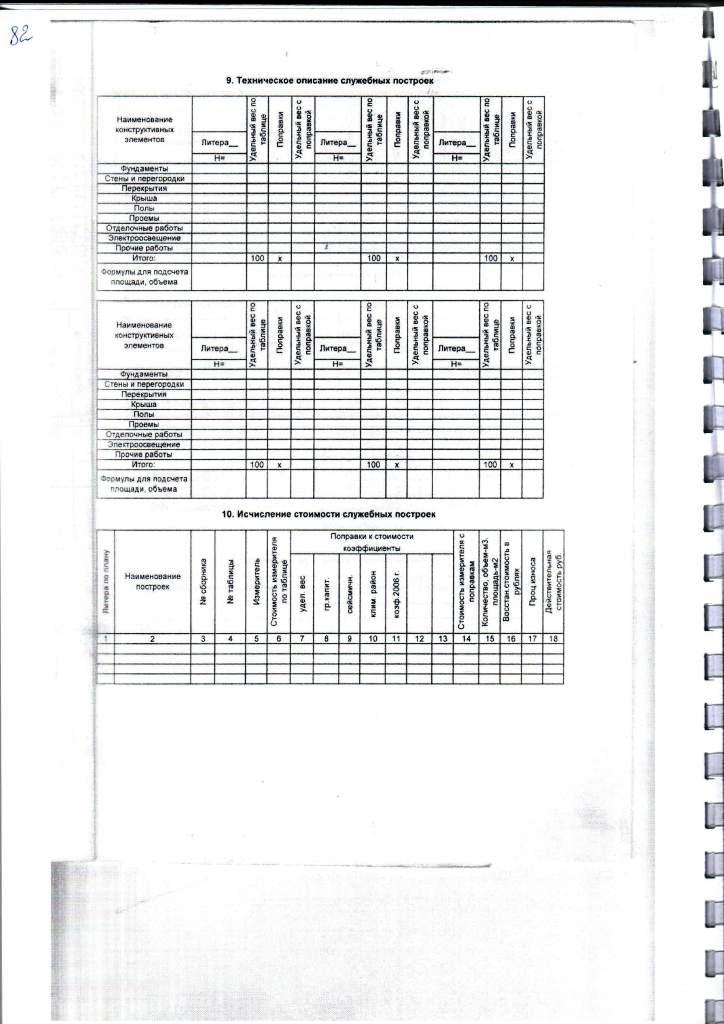 82
9. Техническое описание служебных построек
Наименование конструктивных элементов Литера__ Н= Удельный вес по таблице Поправки Удельный вес с поправкой Литера__ Н= Удельный вес по таблице Поправки Удельный вес с поправкой Литера__ Н= Удельный вес по таблице Поправки Удельный вес с поправкой
Фундаменты
Стены и перегородки
Перекрытия
Крыша
Полы
Проемы
Отделочные работы
Электроосвещение
Прочие работы
Итого: 100 х 100 х 100 х
Формулы для подсчета
площади, объема
Наименование конструктивных элементов Литера__ Н= Удельный вес по таблице Поправки Удельный вес с поправкой Литера__ Н= Удельный вес по таблице Поправки Удельный вес с поправкой Литера__ Н= Удельный вес по таблице Поправки Удельный вес с поправкой
Фундаменты
Стены и перегородки
Перекрытия
Крыша
Полы
Проемы
Отделочные работы
Электроосвещение
Прочие работы
Итого: 100 х 100 х 100 х
Формулы для подсчета
площади, объема
10. Исчисление стоимости служебных построек
Литера по плану
Наименование
построек
№ сборника
№ таблицы
Измеритель
Стоимость измерителя
по таблице
Поправки к стоимости
коэффициенты
удел. вес
гр.капит.
сейсмичн.
клим. район
коэф.2006 г.
Стоимость измерителя с
поправкам
Количество, объем-м3.
площадь-м2
Восстан.стоимость в
рублях
Проц.износа
Действительная
стоимость руб.
1 2 3 4 5 6 7 8 9 10 11 12 13 14 15 16 17 18